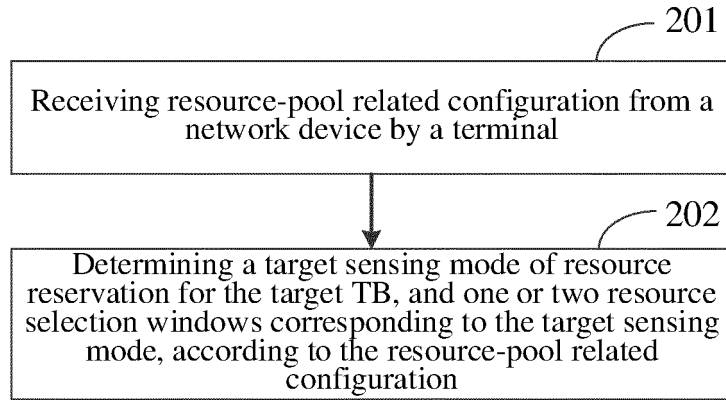 201
Receiving resource-pool related configuration from a
network device by a terminal
202
Determining a target sensing mode of resource
reservation for the target TB, and one or two resource
selection windows corresponding to the target sensing
mode, according to the resource-pool related
configuration